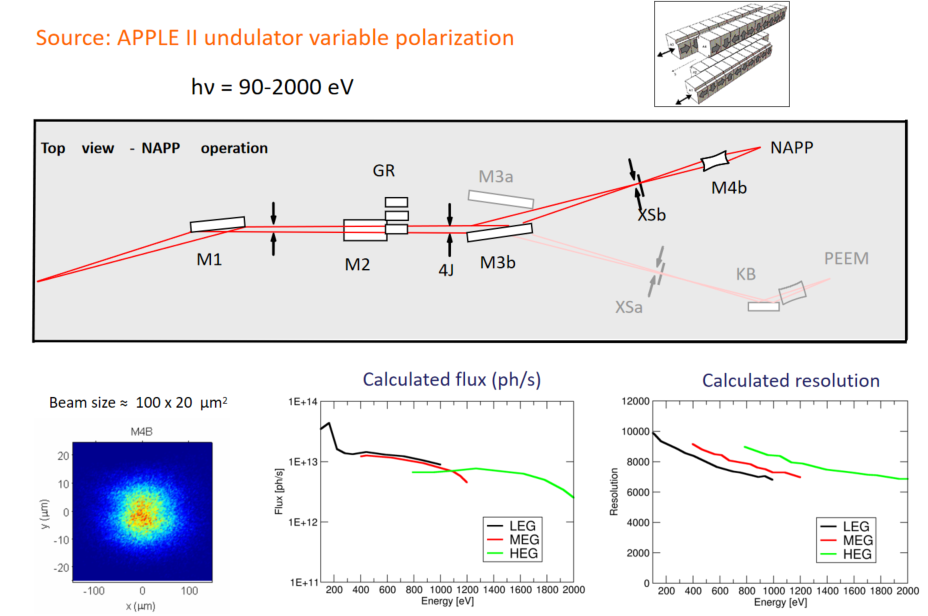 Source: APPLE II undulator variable polarization
hν = 90-2000 eV
Top view - NAPP operation
NAPP
GR
M3a
M4b
XSb
M1
M2
4J
M3b
XSa
KB
PEEM
Beam size ≈ 100 x 20 µm²
M4B
20
10
0
-10
-20
y (µm)
-100
0
100
x (µm)
Calculated flux (ph/s)
1E+14
1E+13
1E+12
1E+11
Flux [ph/s]
LEG
MEG
HEG
200 400 600 800 1000 1200 1400 1600 1800 2000
Energy [eV]
Calculated resolution
12000
10000
8000
6000
4000
2000
0
Resolution
LEG
MEG
HEG
200 400 600 800 1000 1200 1400 1600 1800 2000
Energy [eV]